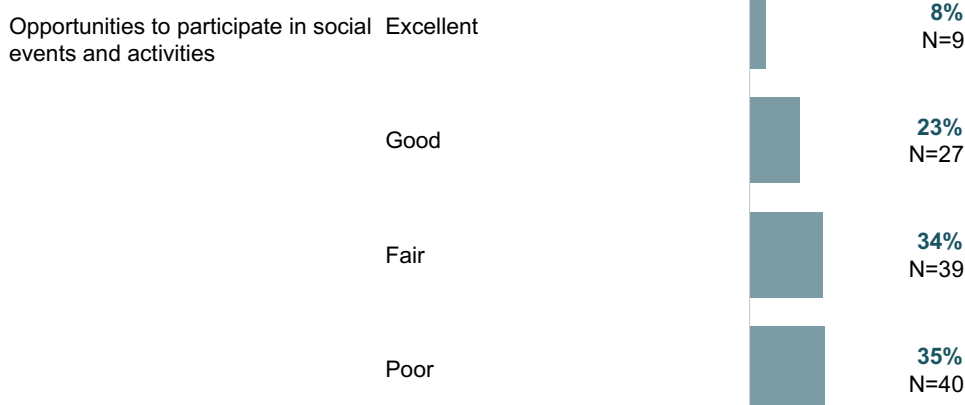 Opportunities to participate in social events and activities
Excellent
8%
N=9
Good
23%
N=27
Fair
34%
N=39
Poor
35%
N=40